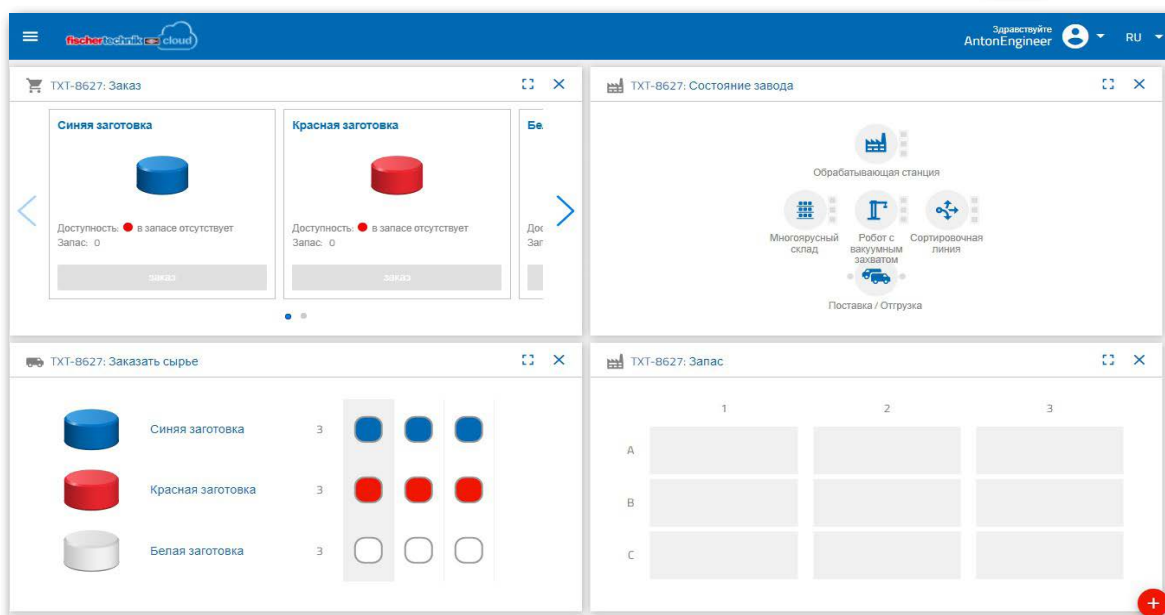 fischertechnik cloud
Здравствуйте
AntonEngineer
RU
TXT-8627: Заказ
Синяя заготовка
Доступность: в запасе отсутствует
Запас: 0
заказ
Красная заготовка
Доступность: в запасе отсутствует
Запас: 0
заказ
Бел
Дос
Зап
TXT-8627: Состояние завода
Обрабатывающая станция
Многоярусный
склад
Робот с
вакуумным
захватом
Сортировочная
линия
Поставка / Отгрузка
TXT-8627: Заказать сырье
Синяя заготовка 3
Красная заготовка 3
Белая заготовка 3
TXT-8627: Запас
1 2 3
A
B
C